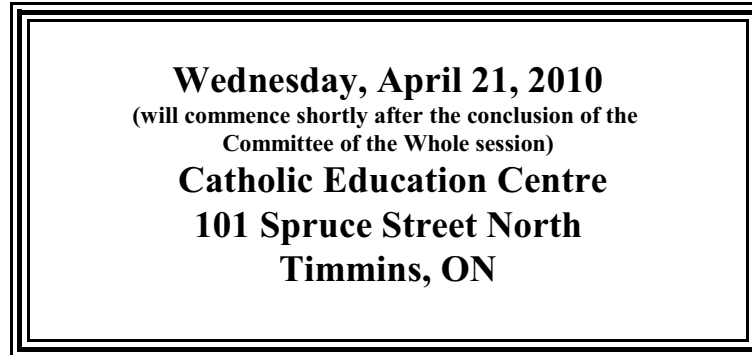 Wednesday, April 21, 2010
(will commence shortly after the conclusion of the
Committee of the Whole session)
Catholic Education Centre
101 Spruce Street North
Timmins, ON